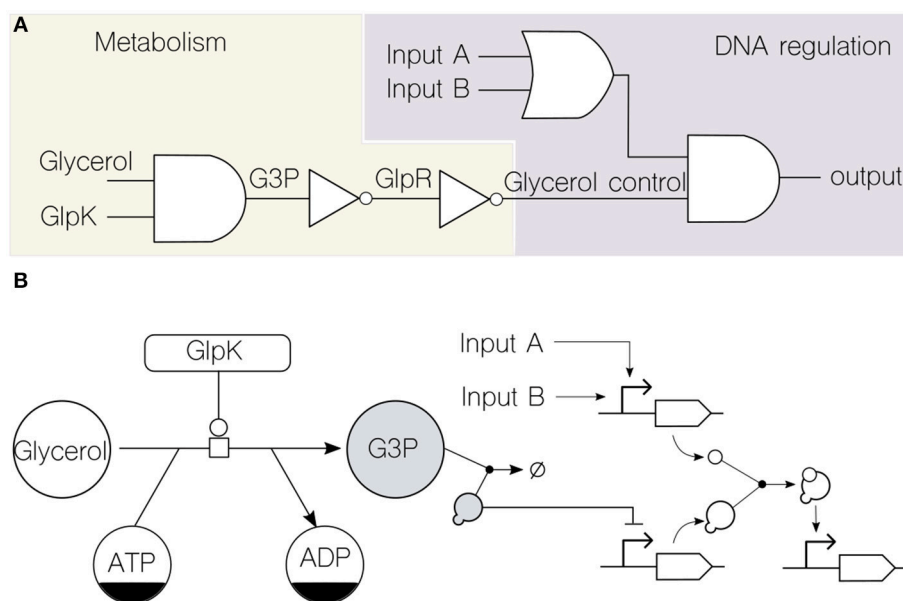 A
Metabolism
DNA regulation
Input A
Input B
Glycerol
G3P
GlpR
Glycerol control
output
GlpK
B
GlpK
Input A
Input B
Glycerol
G3P
∅
ATP
ADP